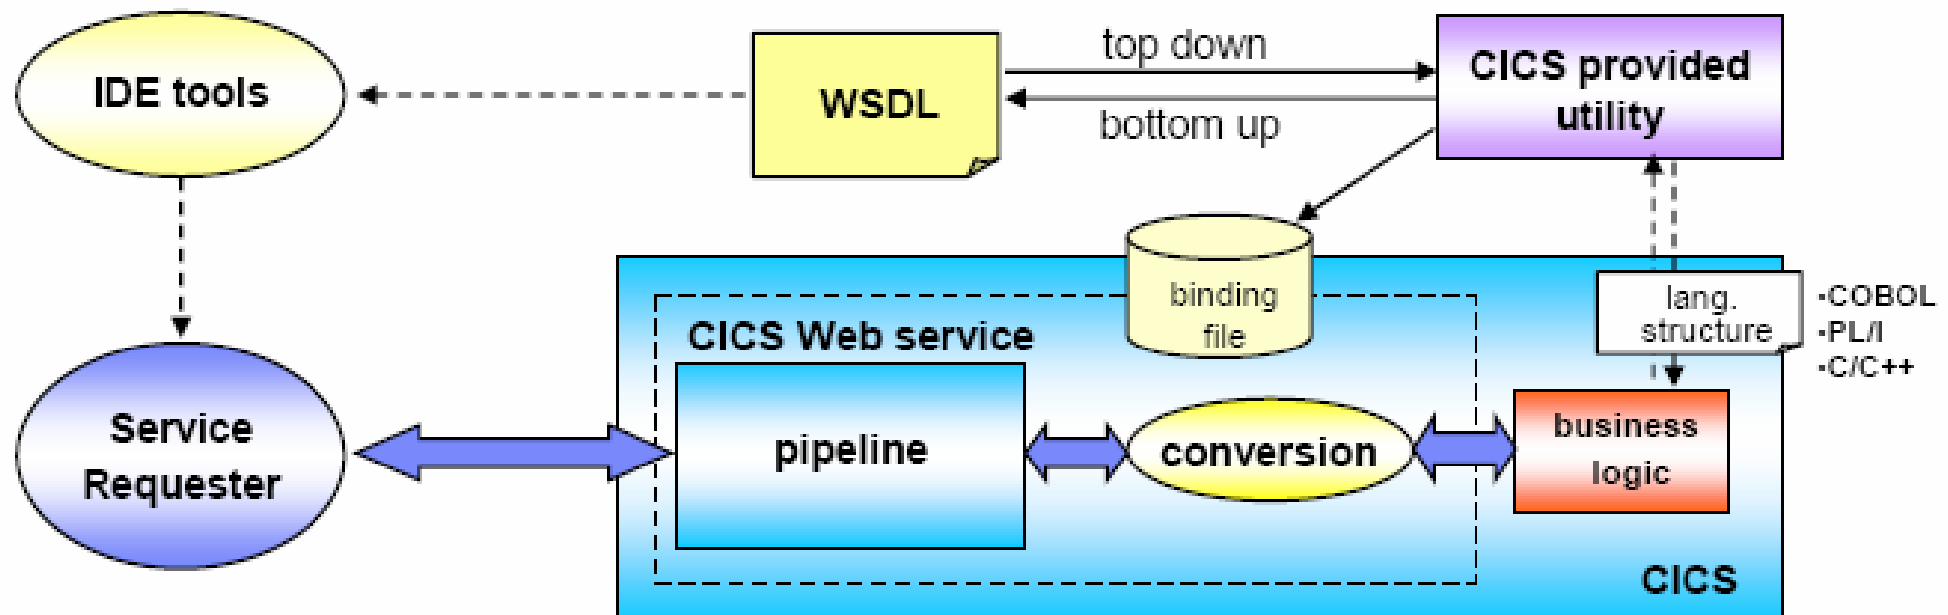 IDE tools
WSDL
top down
bottom up
CICS provided
utility
binding
file
lang.
structure
-COBOL
-PL/I
-C/C++
CICS Web service
Service
Requester
pipeline
conversion
business
logic
CICS